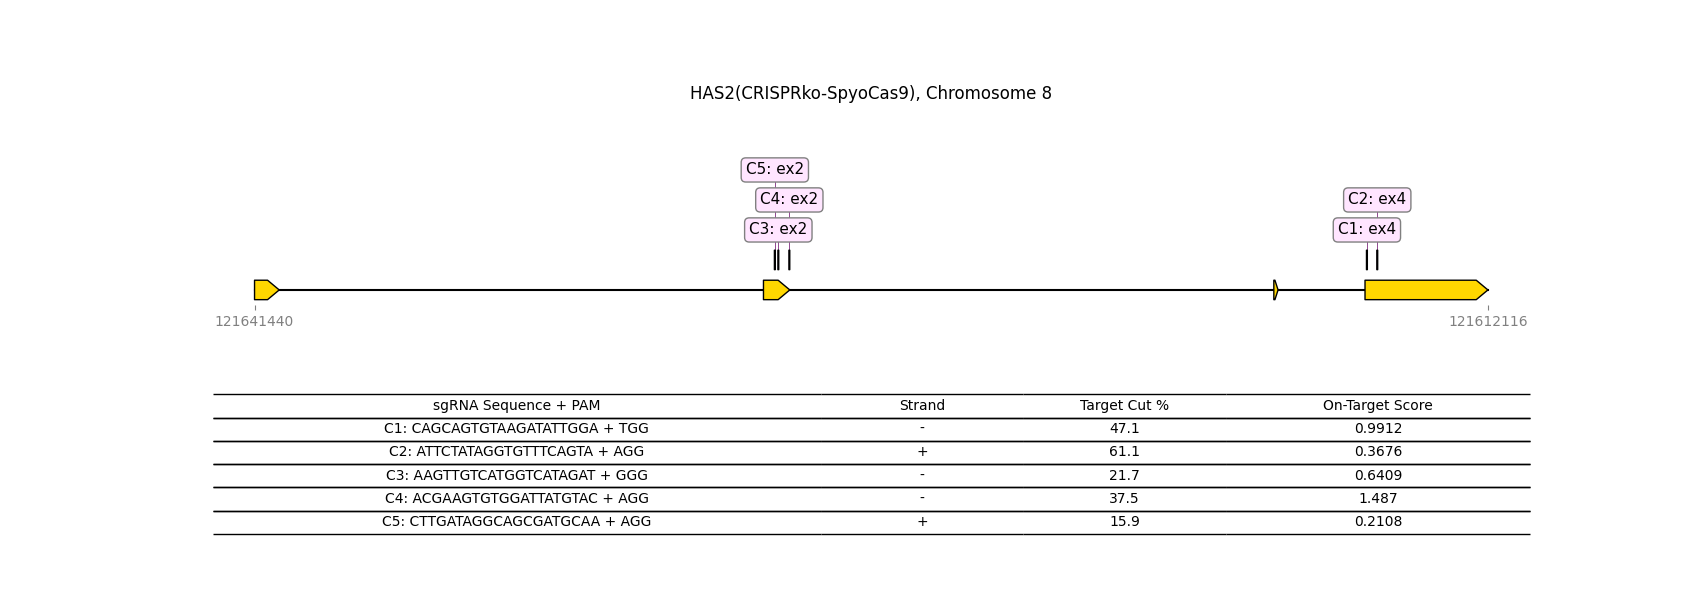 HAS2(CRISPRko-SpyoCas9), Chromosome 8
C5: ex2
C4: ex2
C2: ex4
C3: ex2
C1: ex4
121641440
121612116
sgRNA Sequence + PAM Strand Target Cut % On-Target Score
C1: CAGCAGTGTAAGATATTGGA + TGG - 47.1 0.9912
C2: ATTCTATAGGTGTTTCAGTA + AGG + 61.1 0.3676
C3: AAGTTGTCATGGTCATAGAT + GGG - 21.7 0.6409
C4: ACGAAGTGTGGATTATGTAC + AGG - 37.5 1.487
C5: CTTGATAGGCAGCGATGCAA + AGG + 15.9 0.2108